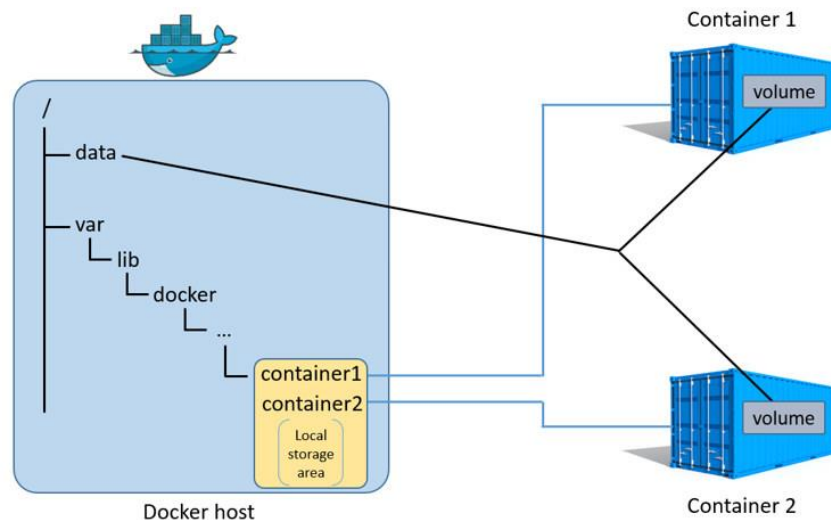 Container 1
volume
/
data
var
lib
docker
...
container1
container2
Local
storage
area
Docker host
volume
Container 2